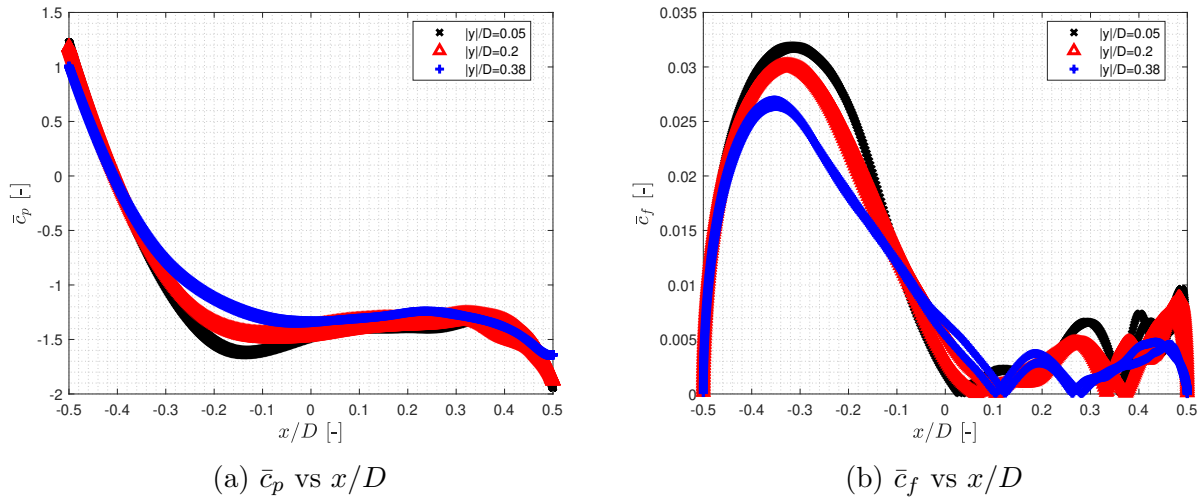 1.5
1
0.5
0
-0.5
-1
-1.5
-2
c̄_p [-]
-0.5 -0.4 -0.3 -0.2 -0.1 0 0.1 0.2 0.3 0.4 0.5
x/D [-]
|y|/D=0.05
|y|/D=0.2
|y|/D=0.38
(a) c̄_p vs x/D
0.035
0.03
0.025
0.02
0.015
0.01
0.005
0
c̄_f [-]
-0.5 -0.4 -0.3 -0.2 -0.1 0 0.1 0.2 0.3 0.4 0.5
x/D [-]
|y|/D=0.05
|y|/D=0.2
|y|/D=0.38
(b) c̄_f vs x/D